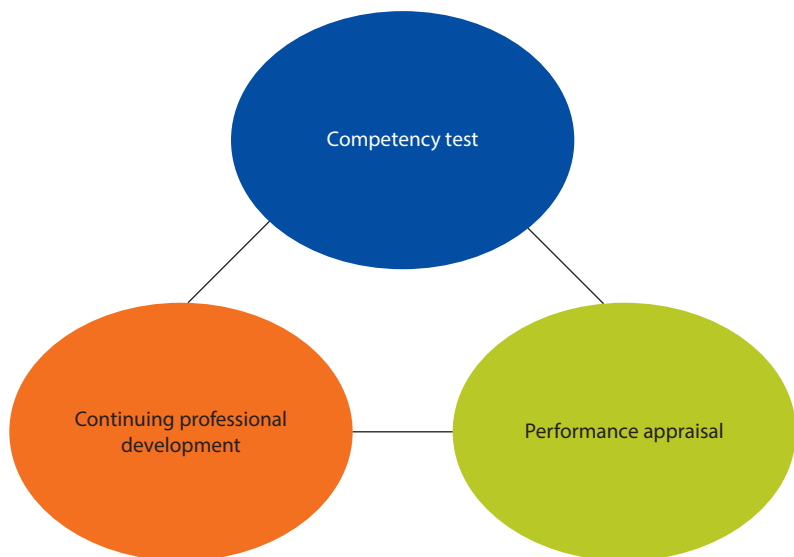 Competency test
Continuing professional
development
Performance appraisal